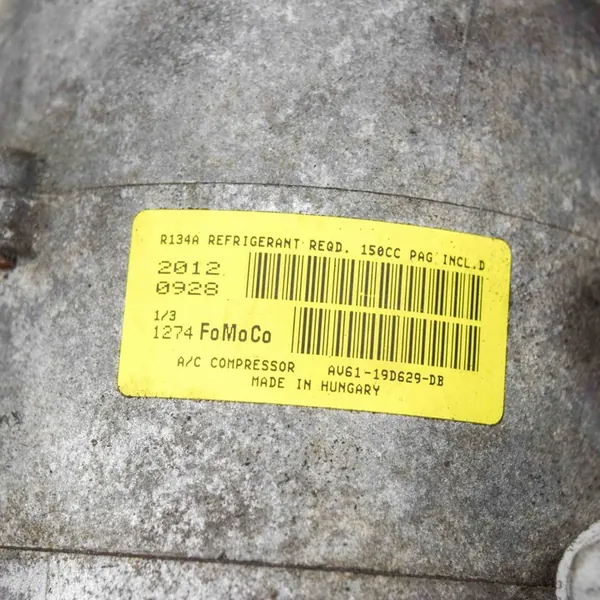 R134A REFRIGERANT REQD. 150CC PAG INCL.D
2012
0928
1/3
1274 FoMoCo
A/C COMPRESSOR AV61-19D629-DB
MADE IN HUNGARY